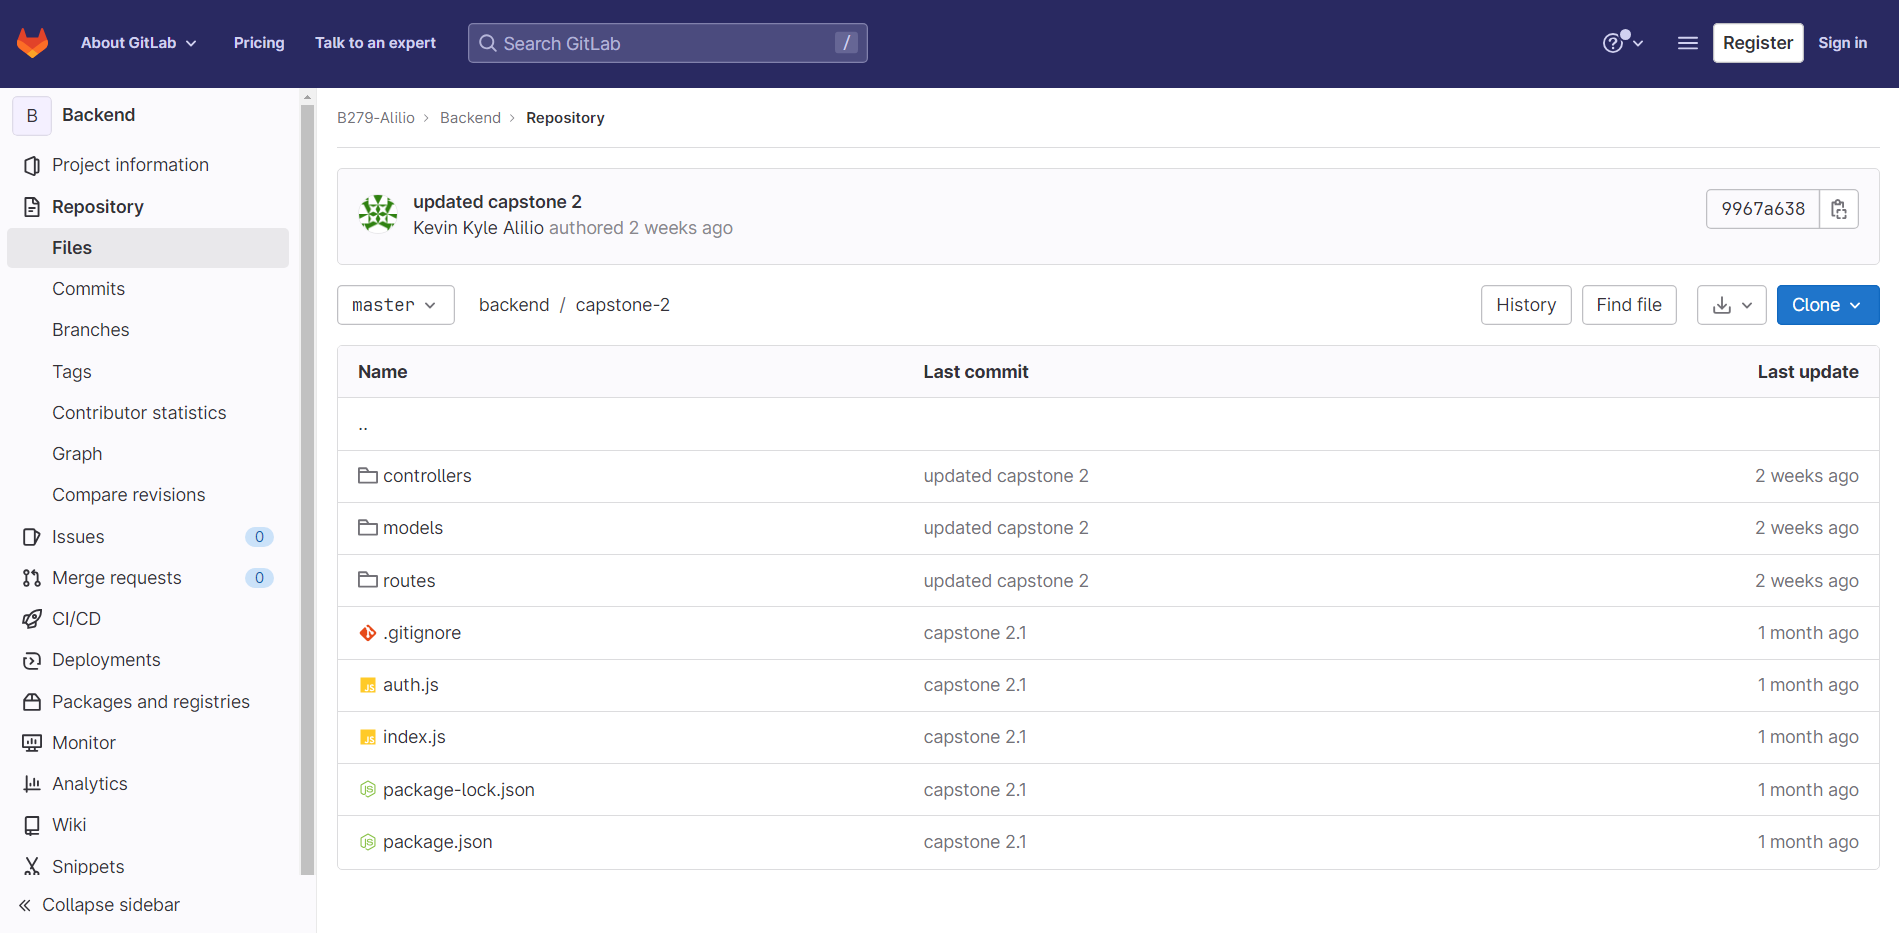 About GitLab
Pricing
Talk to an expert
Search GitLab
/
Register
Sign in
B
Backend
Project information
Repository
Files
Commits
Branches
Tags
Contributor statistics
Graph
Compare revisions
Issues 0
Merge requests 0
CI/CD
Deployments
Packages and registries
Monitor
Analytics
Wiki
Snippets
Collapse sidebar
B279-Alilio › Backend › Repository
updated capstone 2
Kevin Kyle Alilio authored 2 weeks ago
9967a638
master
backend / capstone-2
History
Find file
Clone
Name Last commit Last update
..
controllers updated capstone 2 2 weeks ago
models updated capstone 2 2 weeks ago
routes updated capstone 2 2 weeks ago
.gitignore capstone 2.1 1 month ago
JS auth.js capstone 2.1 1 month ago
JS index.js capstone 2.1 1 month ago
JS package-lock.json capstone 2.1 1 month ago
JS package.json capstone 2.1 1 month ago